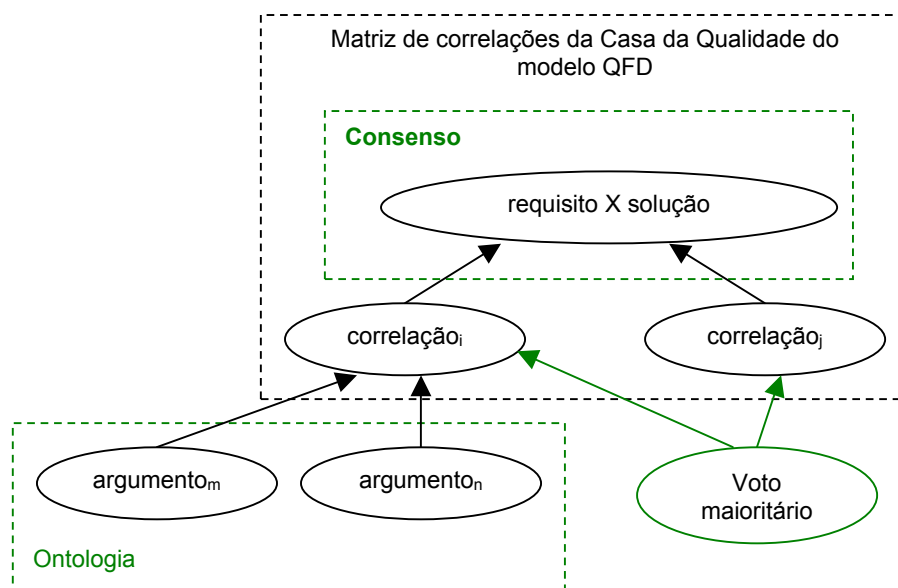 Matriz de correlações da Casa da Qualidade do
modelo QFD
Consenso
requisito X solução
correlaçãoi
correlaçãoj
argumentom
argumenton
Voto
maioritário
Ontologia